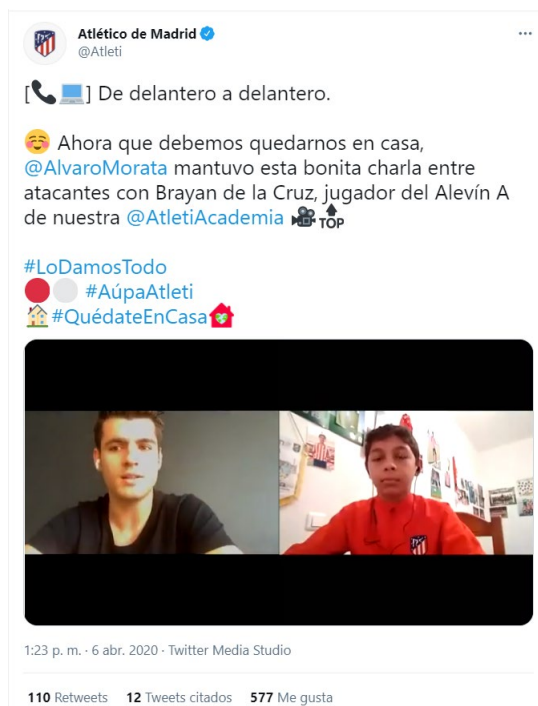 Atlético de Madrid
@Atleti
[📞💻] De delantero a delantero.
☺️ Ahora que debemos quedarnos en casa,
@AlvaroMorata mantuvo esta bonita charla entre
atacantes con Brayan de la Cruz, jugador del Alevín A
de nuestra @AtletiAcademia 🎥🔝
#LoDamosTodo
🔴⚪ #AúpaAtleti
🏠#QuédateEnCasa💒
1:23 p. m. · 6 abr. 2020 · Twitter Media Studio
110 Retweets 12 Tweets citados 577 Me gusta